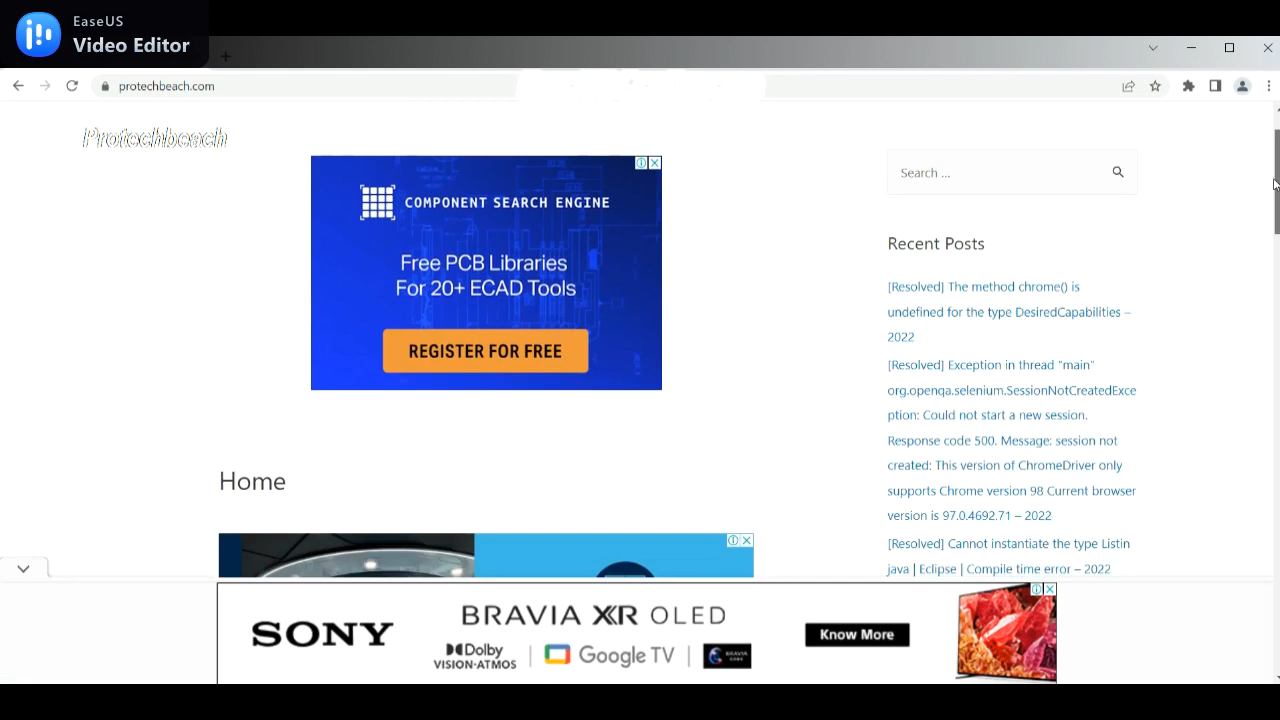 EaseUS
Video Editor
protechbeach.com
Protechbeach
COMPONENT SEARCH ENGINE
Free PCB Libraries
For 20+ ECAD Tools
REGISTER FOR FREE
Home
Search ...
Recent Posts
[Resolved] The method chrome() is
undefined for the type DesiredCapabilities –
2022
[Resolved] Exception in thread "main"
org.openqa.selenium.SessionNotCreatedExce
ption: Could not start a new session.
Response code 500. Message: session not
created: This version of ChromeDriver only
supports Chrome version 98 Current browser
version is 97.0.4692.71 – 2022
[Resolved] Cannot instantiate the type Listin
java | Eclipse | Compile time error – 2022
SONY
BRAVIA XR OLED
Dolby
VISION·ATMOS
Google TV
BRAVIA
CORE
Know More